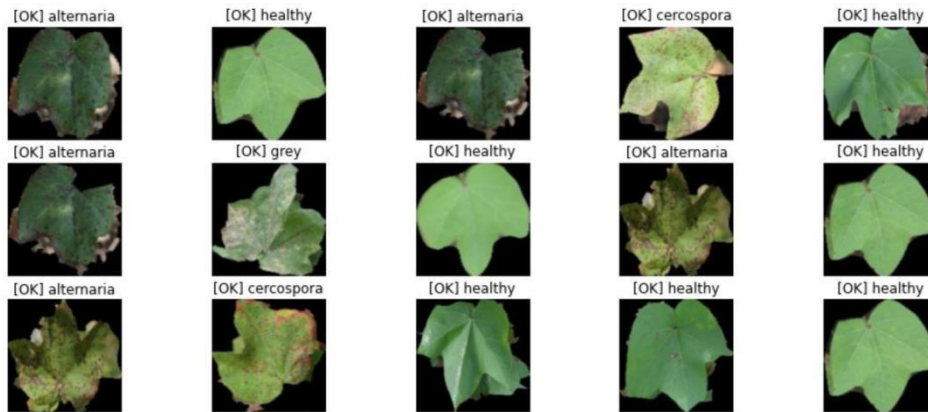 [OK] alternaria [OK] healthy [OK] alternaria [OK] cercospora [OK] healthy
[OK] alternaria [OK] grey [OK] healthy [OK] alternaria [OK] healthy
[OK] alternaria [OK] cercospora [OK] healthy [OK] healthy [OK] healthy